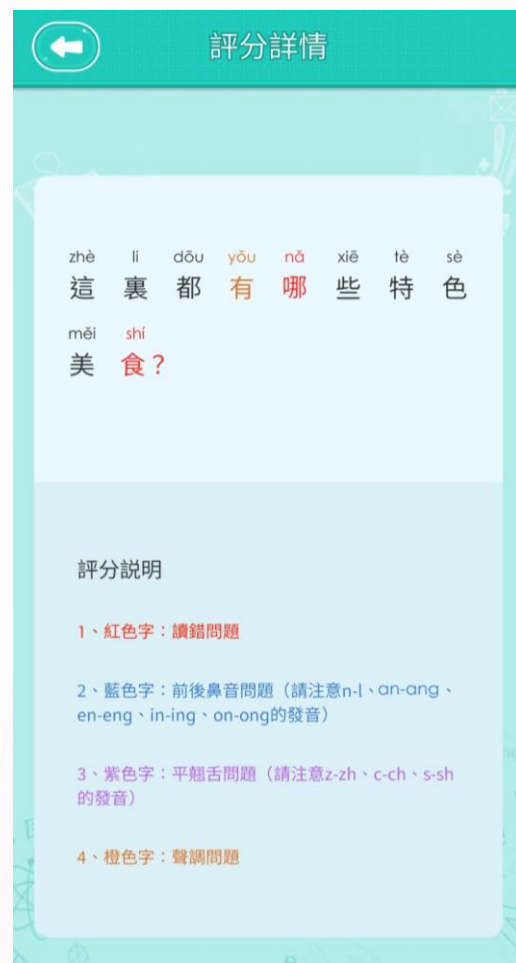 評分詳情
zhè li dōu yǒu nǎ xiē tè sè
這裏都有哪些特色
měi shí
美食？
評分説明
1、紅色字：讀錯問題
2、藍色字：前後鼻音問題（請注意n-l、an-ang、
en-eng、in-ing、on-ong的發音）
3、紫色字：平翹舌問題（請注意z-zh、c-ch、s-sh
的發音）
4、橙色字：聲調問題